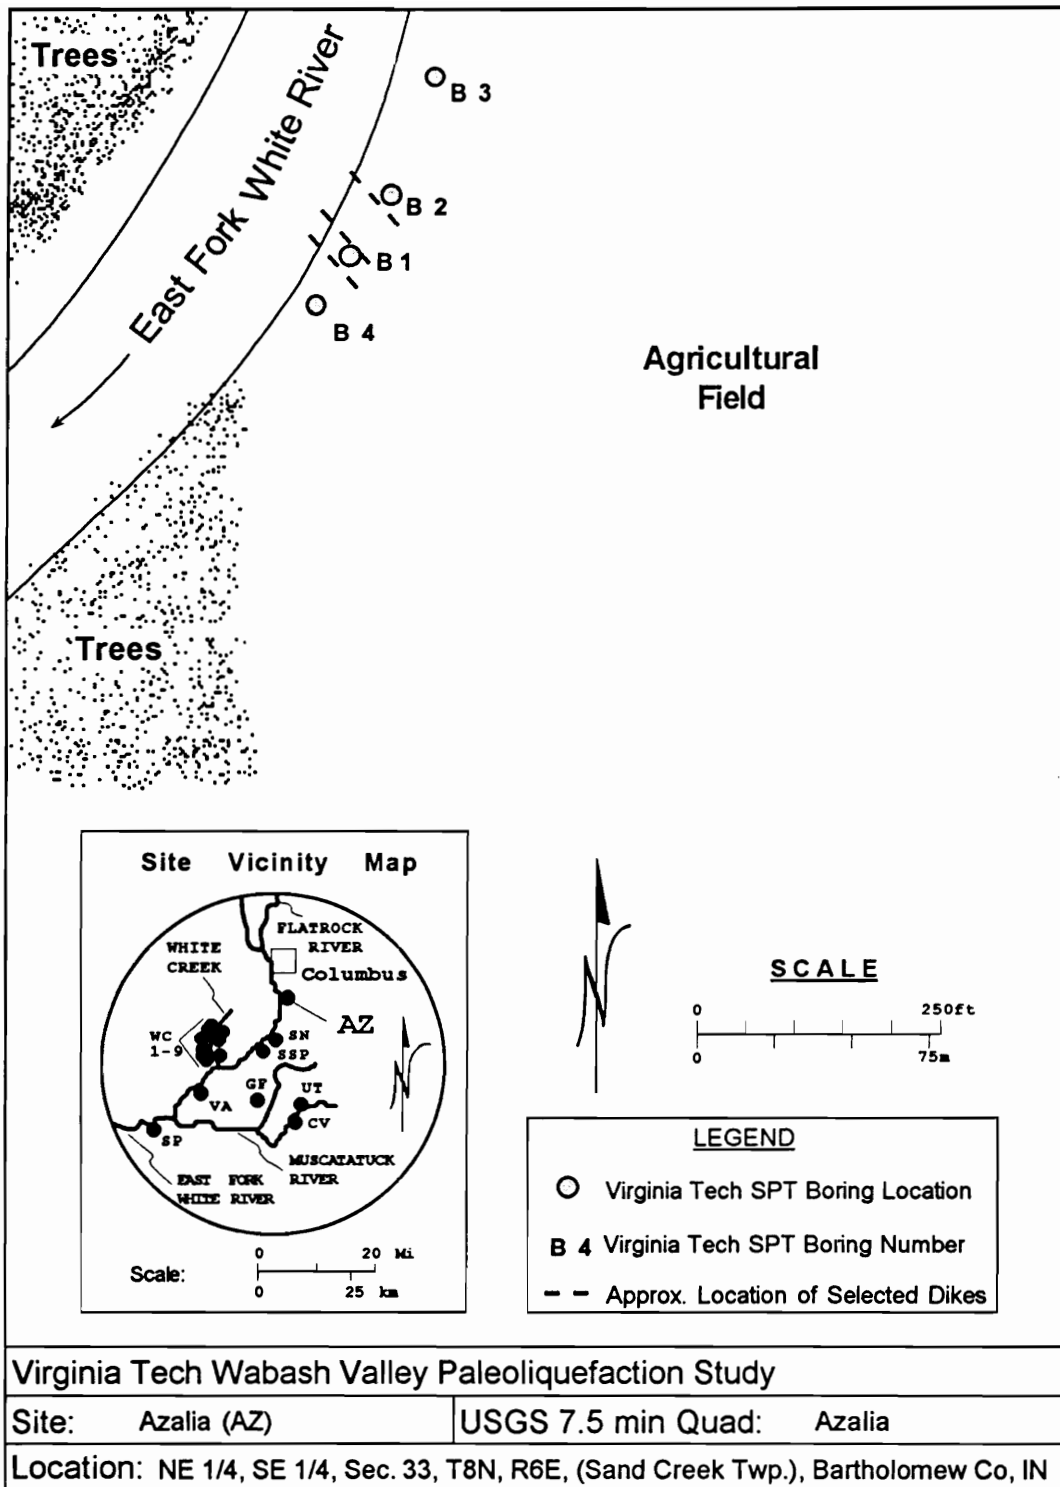 Trees
East Fork White River
B 3
B 2
B 1
B 4
Agricultural
Field
Trees
Site Vicinity Map
FLATROCK
RIVER
WHITE
CREEK
Columbus
AZ
WC
1-9
SN
SSP
GF
UT
VA
CV
SP
MUSCATATUCK
RIVER
EAST FORK
WHITE RIVER
Scale:
0 20 Mi
0 25 km
SCALE
0 250ft
0 75m
LEGEND
Virginia Tech SPT Boring Location
B 4 Virginia Tech SPT Boring Number
Approx. Location of Selected Dikes
Virginia Tech Wabash Valley Paleoliquefaction Study
Site: Azalia (AZ)
USGS 7.5 min Quad: Azalia
Location: NE 1/4, SE 1/4, Sec. 33, T8N, R6E, (Sand Creek Twp.), Bartholomew Co, IN